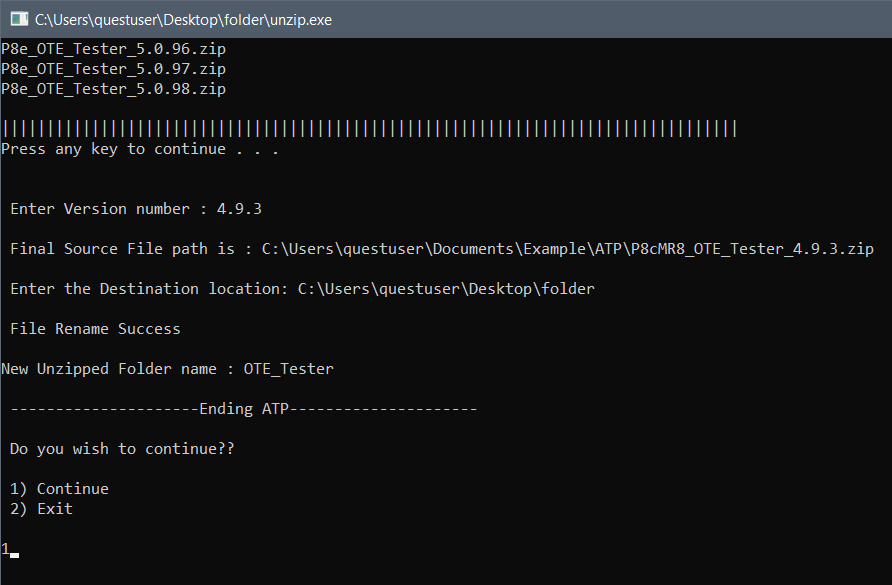 C:\Users\questuser\Desktop\folder\unzip.exe
P8e_OTE_Tester_5.0.96.zip
P8e_OTE_Tester_5.0.97.zip
P8e_OTE_Tester_5.0.98.zip
||||||||||||||||||||||||||||||||||||||||||||||||||||||||||||||||||||||||||||||||||
Press any key to continue . . .
Enter Version number : 4.9.3
Final Source File path is : C:\Users\questuser\Documents\Example\ATP\P8cMR8_OTE_Tester_4.9.3.zip
Enter the Destination location: C:\Users\questuser\Desktop\folder
File Rename Success
New Unzipped Folder name : OTE_Tester
---------------------Ending ATP---------------------
Do you wish to continue??
1) Continue
2) Exit
1